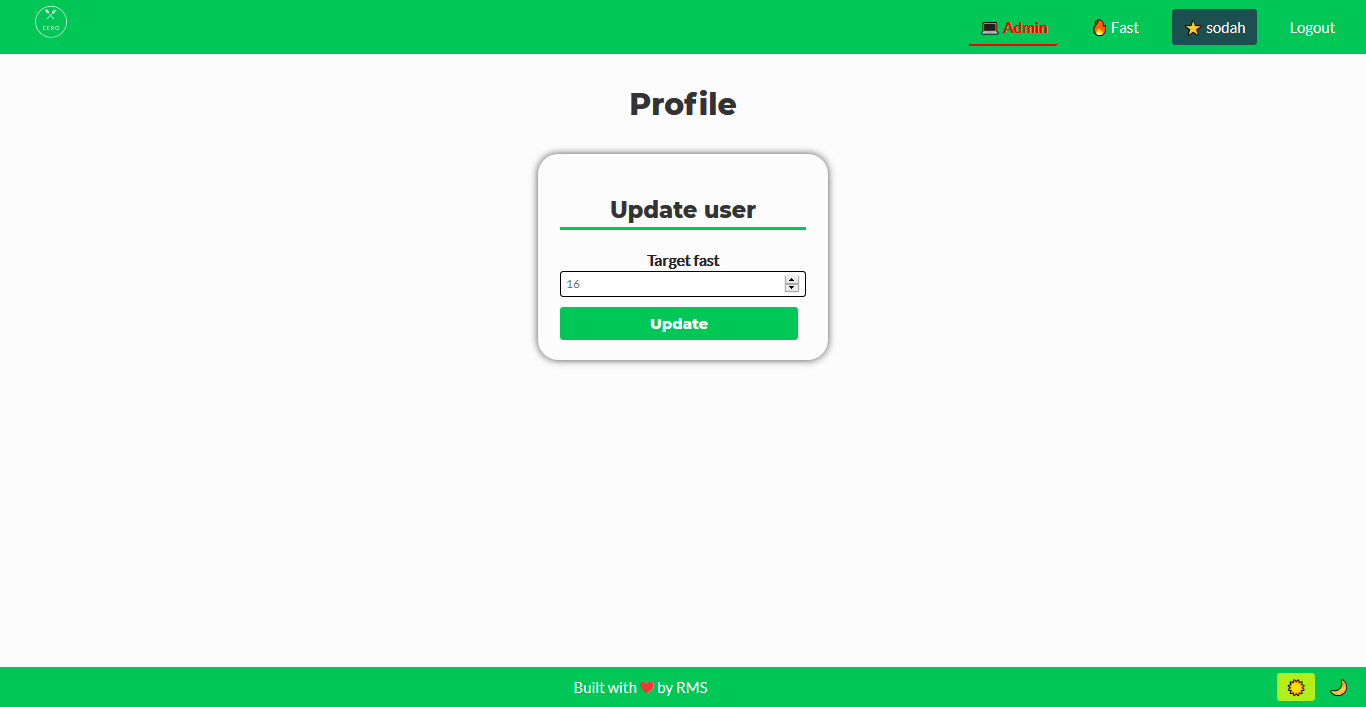 CERO
Admin Fast sodah Logout
Profile
Update user
Target fast
16
Update
Built with ❤ by RMS